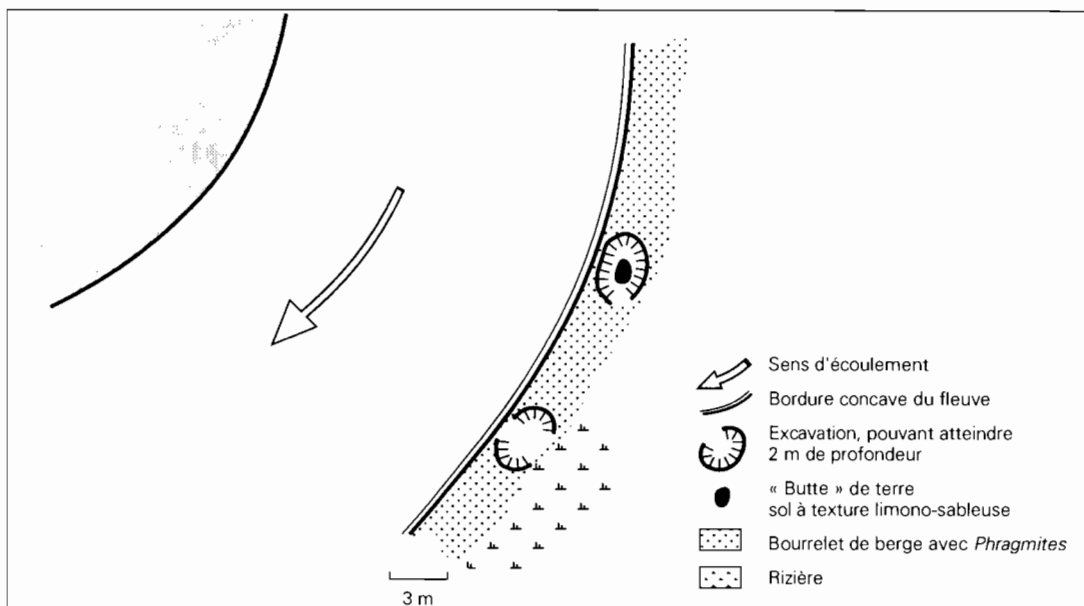 Sens d'écoulement
Bordure concave du fleuve
Excavation, pouvant atteindre
2 m de profondeur
« Butte » de terre
sol à texture limono-sableuse
Bourrelet de berge avec Phragmites
Rizière
3 m